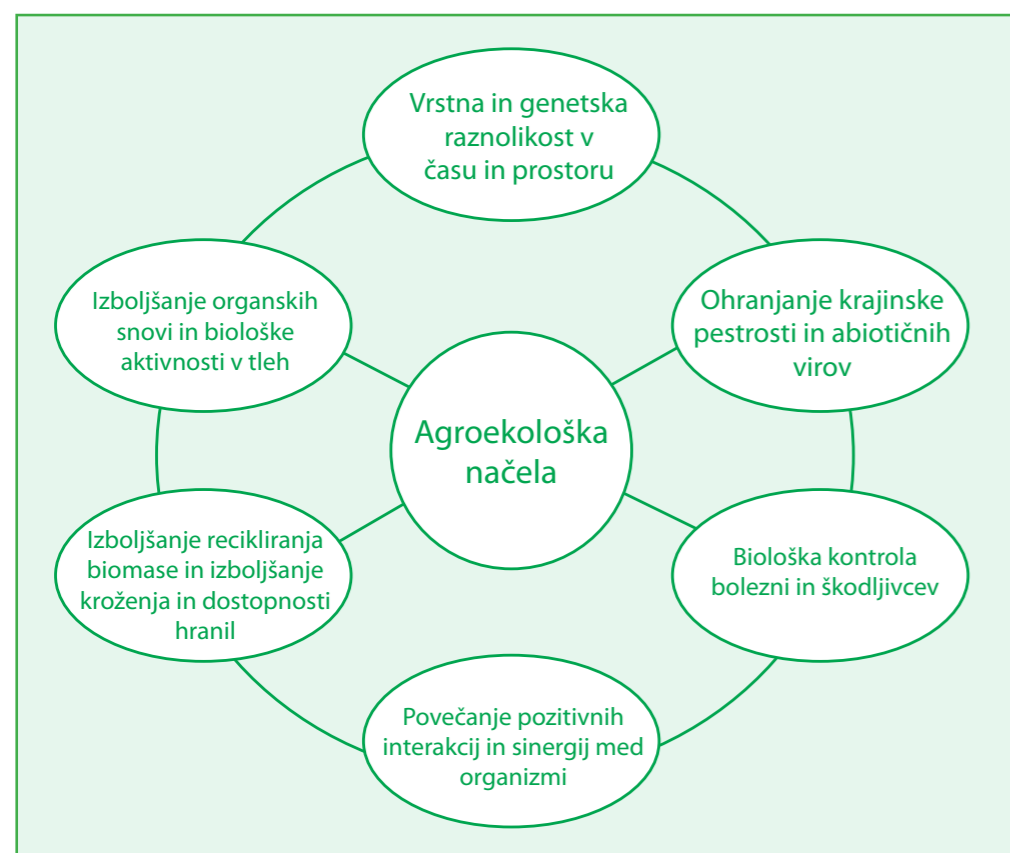 Vrstna in genetska
raznolikost v
času in prostoru
Izboljšanje organskih
snovi in biološke
aktivnosti v tleh
Ohranjanje krajinske
pestrosti in abiotičnih
virov
Agroekološka
načela
Izboljšanje recikliranja
biomase in izboljšanje
kroženja in dostopnosti
hranil
Biološka kontrola
bolezni in škodljivcev
Povečanje pozitivnih
interakcij in sinergij med
organizmi